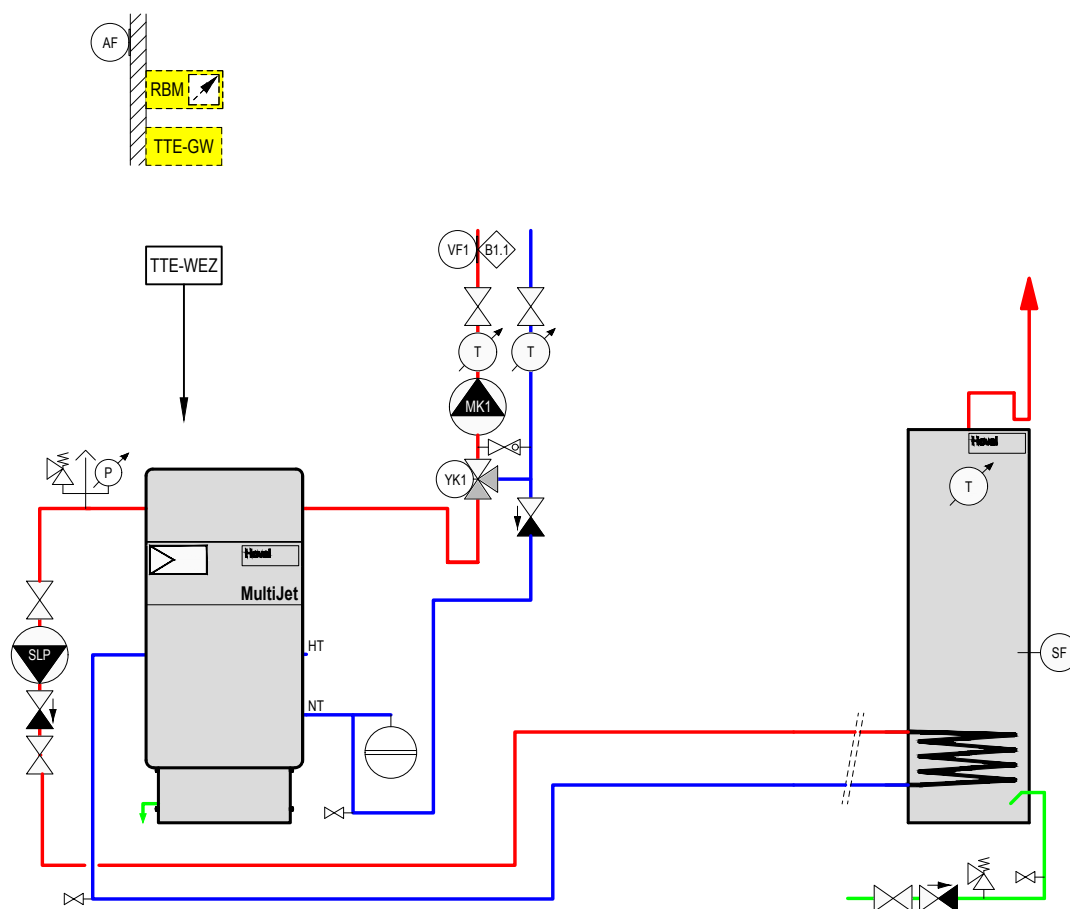 AF
RBM
TTE-GW
TTE-WEZ
VF1
B1.1
T
T
MK1
YK1
P
Hoval
MultiJet
SLP
HT
NT
Hoval
T
SF